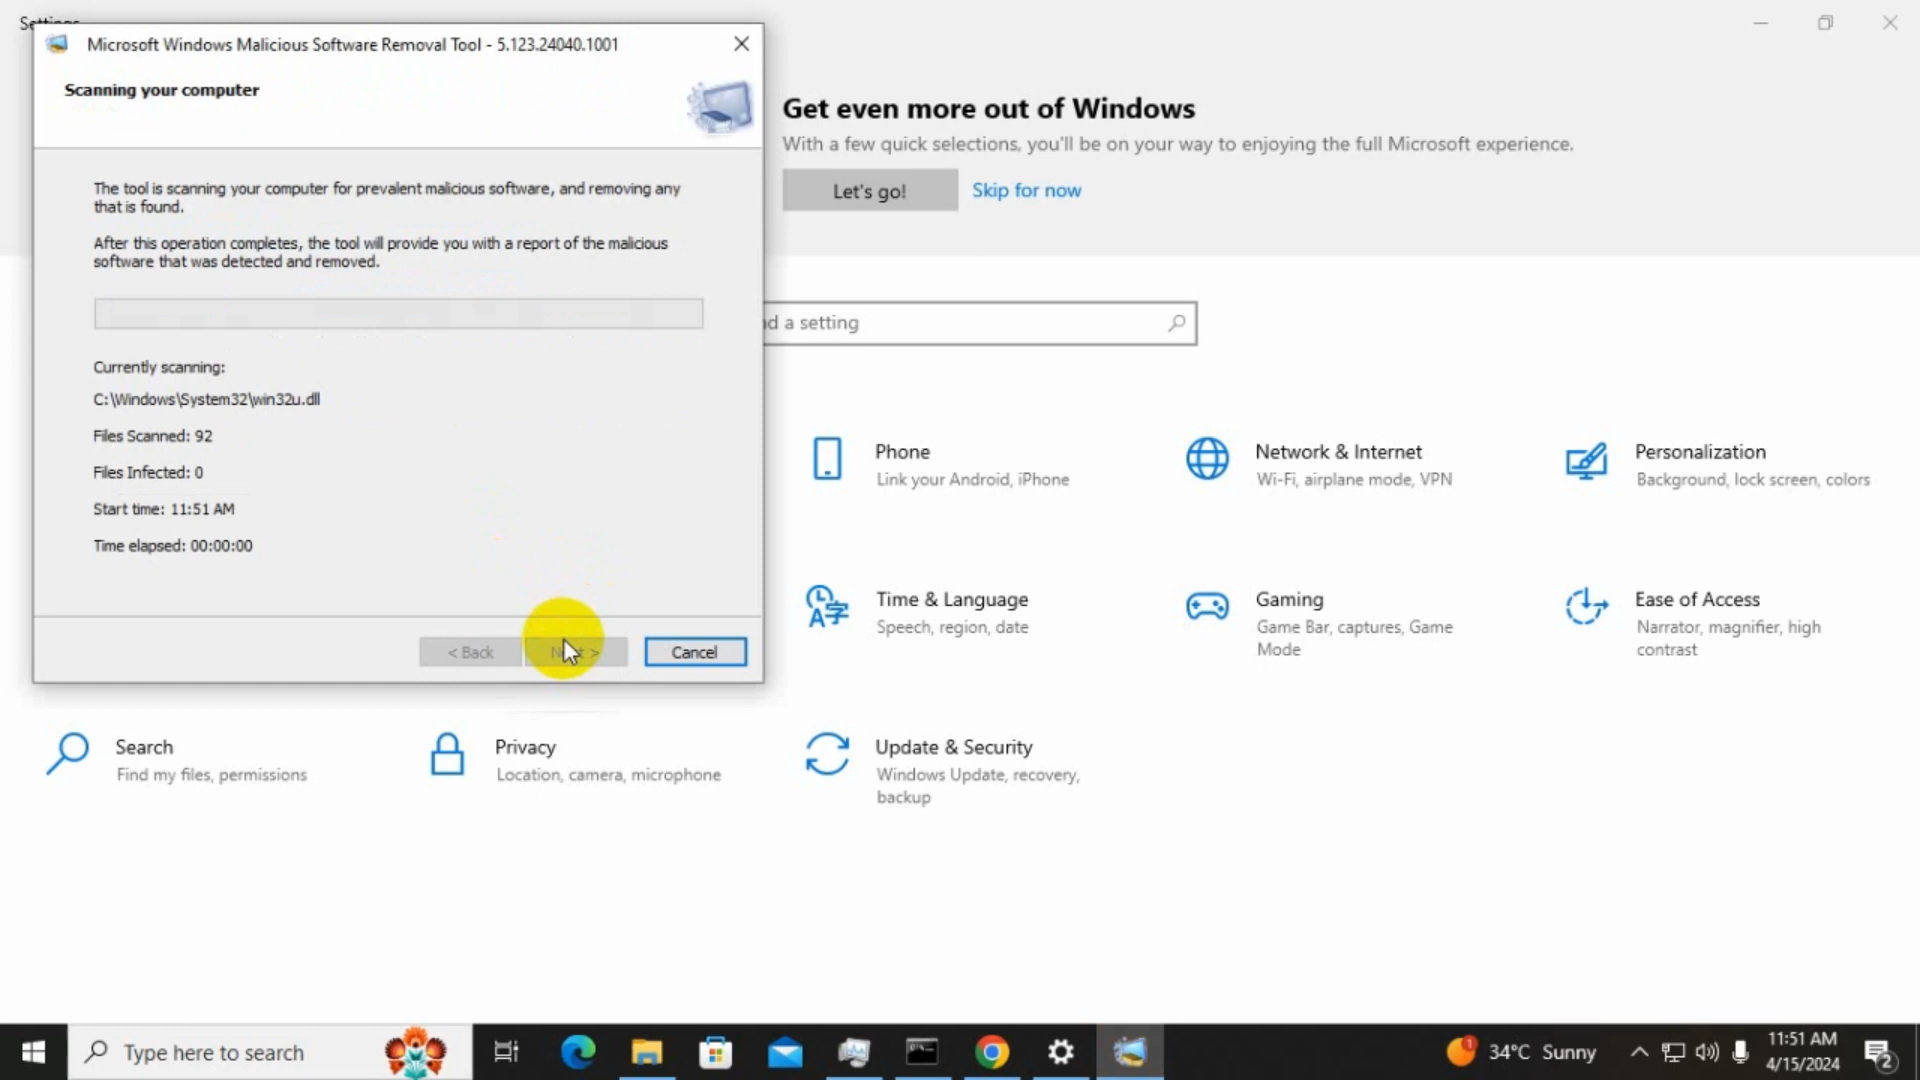 Microsoft Windows Malicious Software Removal Tool - 5.123.24040.1001
Scanning your computer
The tool is scanning your computer for prevalent malicious software, and removing any
that is found.
After this operation completes, the tool will provide you with a report of the malicious
software that was detected and removed.
Currently scanning:
C:\Windows\System32\win32u.dll
Files Scanned: 92
Files Infected: 0
Start time: 11:51 AM
Time elapsed: 00:00:00
< Back
Cancel
Get even more out of Windows
With a few quick selections, you'll be on your way to enjoying the full Microsoft experience.
Let's go!
Skip for now
a setting
Phone
Link your Android, iPhone
Network & Internet
Wi-Fi, airplane mode, VPN
Personalization
Background, lock screen, colors
Time & Language
Speech, region, date
Gaming
Game Bar, captures, Game
Mode
Ease of Access
Narrator, magnifier, high
contrast
Search
Find my files, permissions
Privacy
Location, camera, microphone
Update & Security
Windows Update, recovery,
backup
Type here to search
1
34°C Sunny
11:51 AM
4/15/2024
2